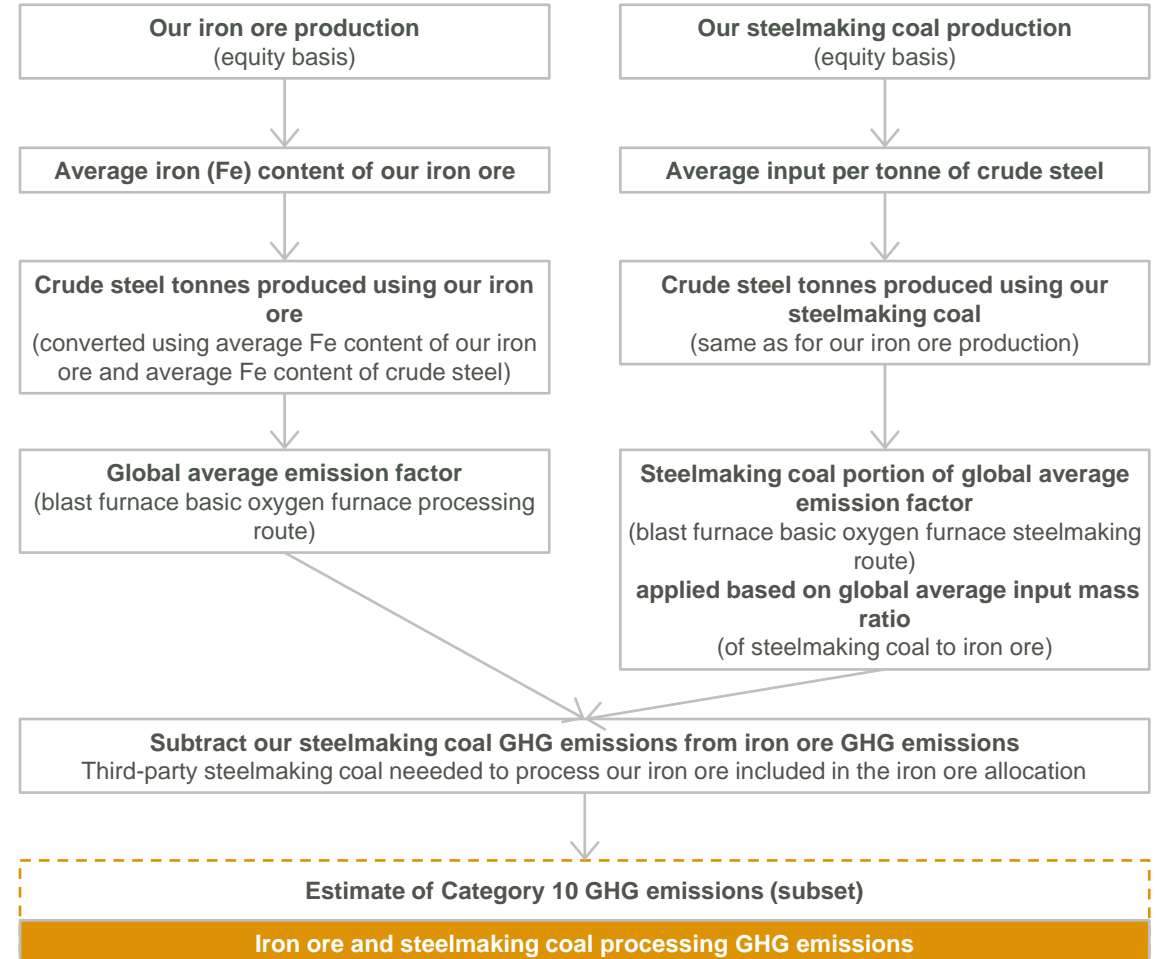 Our iron ore production
(equity basis)
Our steelmaking coal production
(equity basis)
Average iron (Fe) content of our iron ore
Average input per tonne of crude steel
Crude steel tonnes produced using our iron
ore
(converted using average Fe content of our iron
ore and average Fe content of crude steel)
Crude steel tonnes produced using our
steelmaking coal
(same as for our iron ore production)
Global average emission factor
(blast furnace basic oxygen furnace processing
route)
Steelmaking coal portion of global average
emission factor
(blast furnace basic oxygen furnace steelmaking
route)
applied based on global average input mass
ratio
(of steelmaking coal to iron ore)
Subtract our steelmaking coal GHG emissions from iron ore GHG emissions
Third-party steelmaking coal neeeded to process our iron ore included in the iron ore allocation
Estimate of Category 10 GHG emissions (subset)
Iron ore and steelmaking coal processing GHG emissions